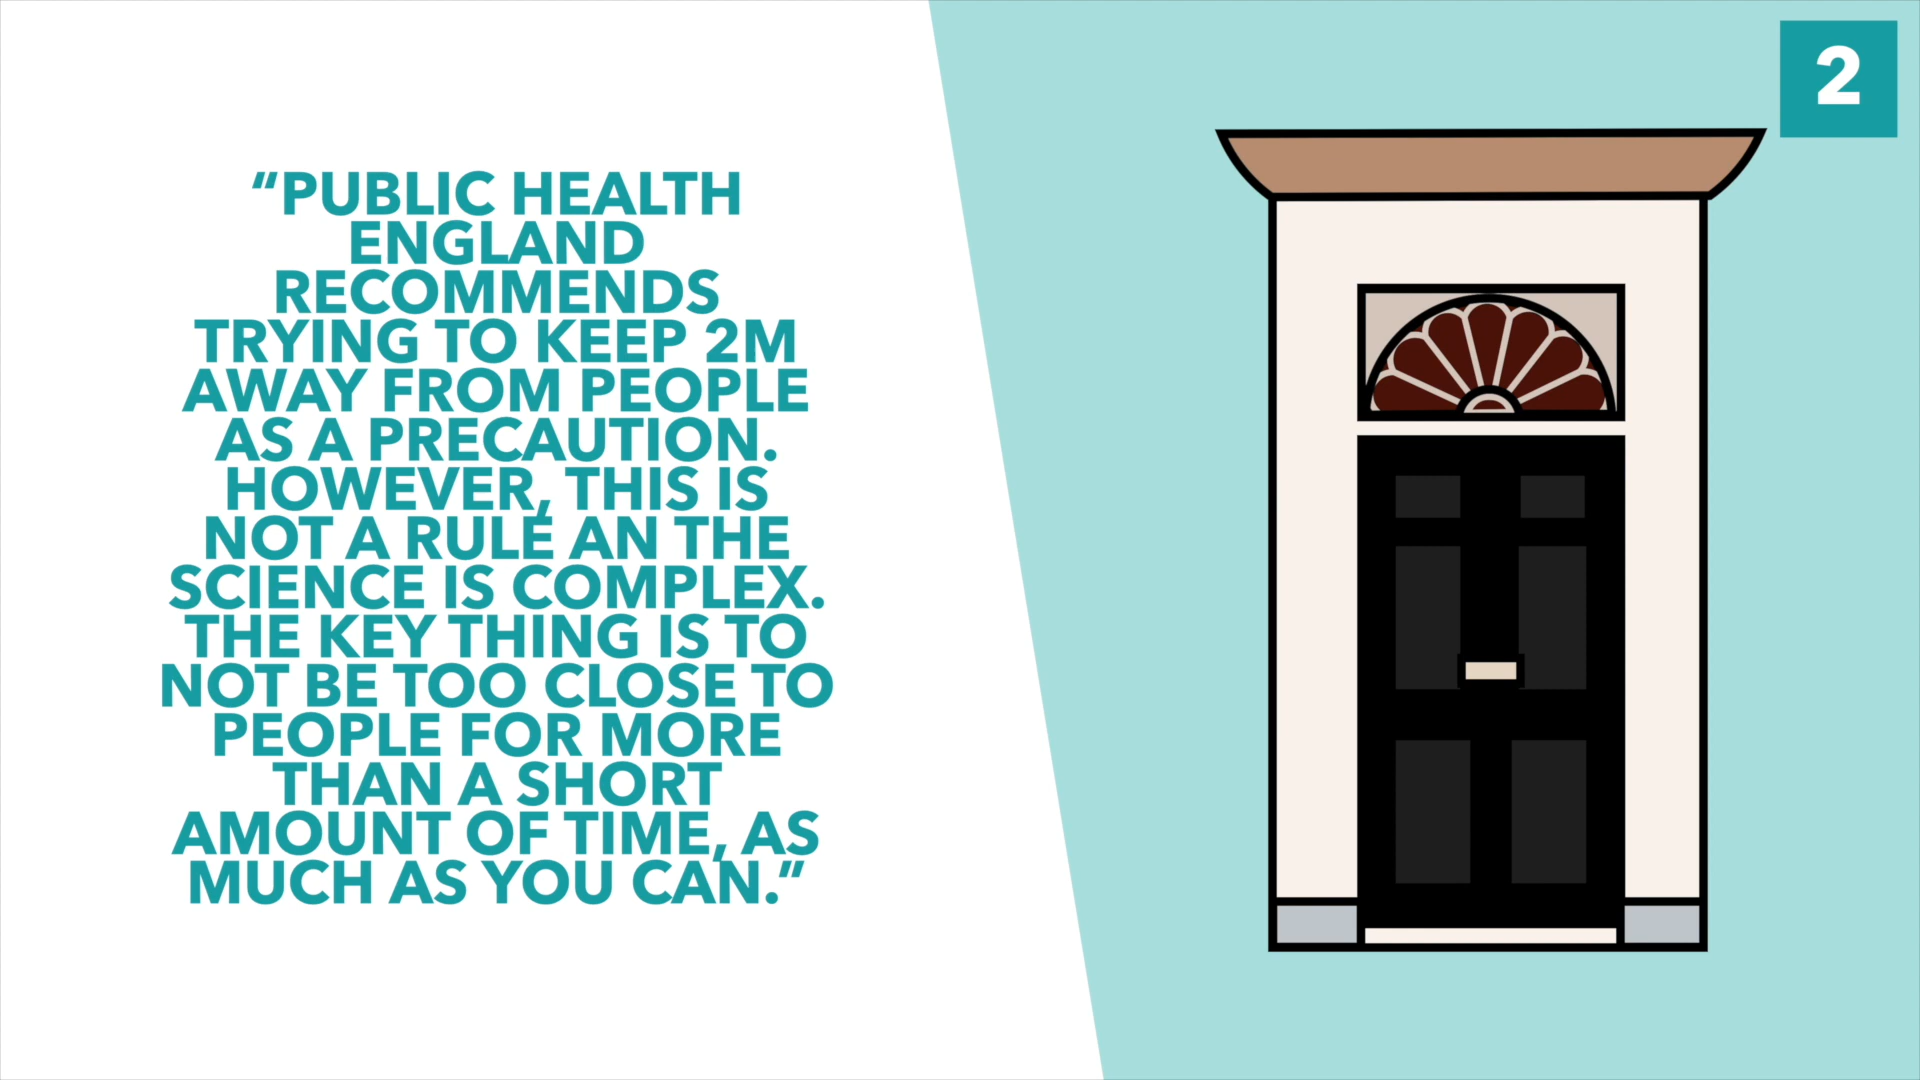 “PUBLIC HEALTH
ENGLAND
RECOMMENDS
TRYING TO KEEP 2M
AWAY FROM PEOPLE
AS A PRECAUTION.
HOWEVER, THIS IS
NOT A RULE AN THE
SCIENCE IS COMPLEX.
THE KEY THING IS TO
NOT BE TOO CLOSE TO
PEOPLE FOR MORE
THAN A SHORT
AMOUNT OF TIME, AS
MUCH AS YOU CAN.”
2